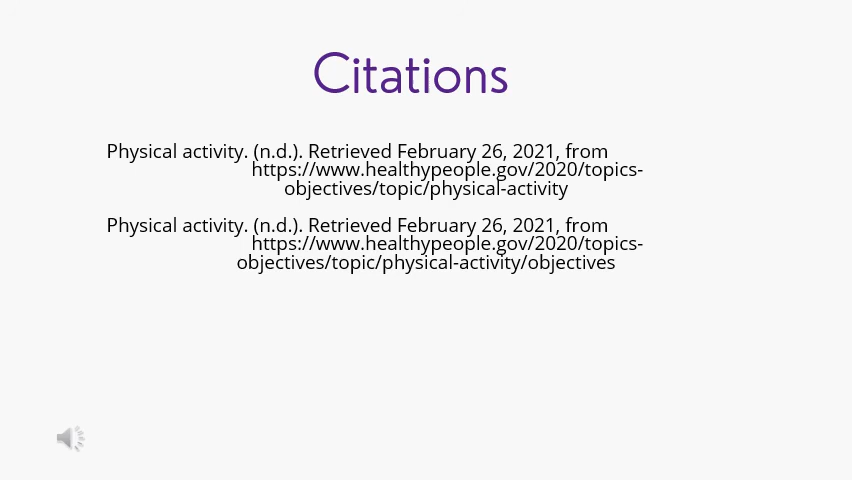 Citations
Physical activity. (n.d.). Retrieved February 26, 2021, from
https://www.healthypeople.gov/2020/topics-
objectives/topic/physical-activity
Physical activity. (n.d.). Retrieved February 26, 2021, from
https://www.healthypeople.gov/2020/topics-
objectives/topic/physical-activity/objectives